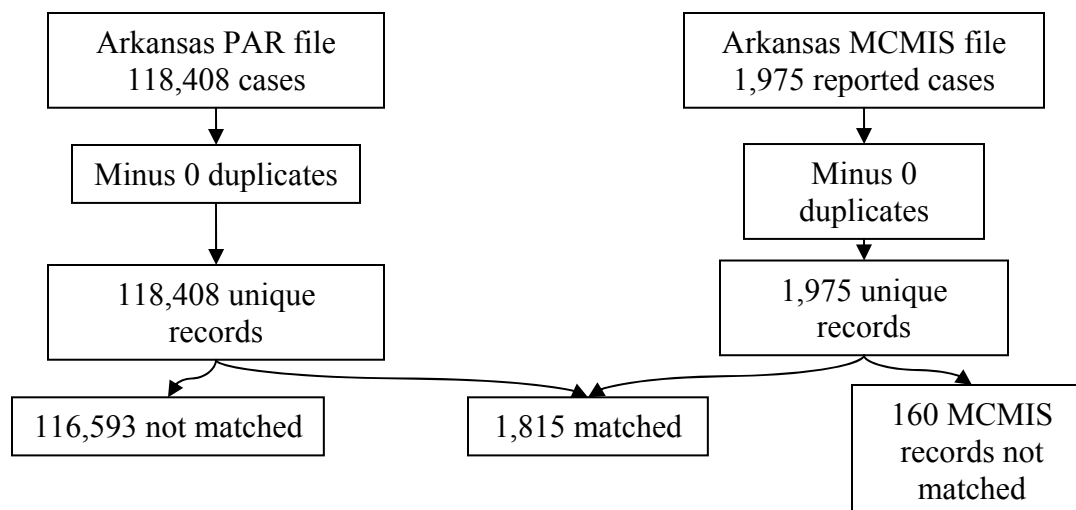 Arkansas PAR file
118,408 cases
Arkansas MCMIS file
1,975 reported cases
Minus 0 duplicates
Minus 0
duplicates
118,408 unique
records
1,975 unique
records
116,593 not matched
1,815 matched
160 MCMIS
records not
matched